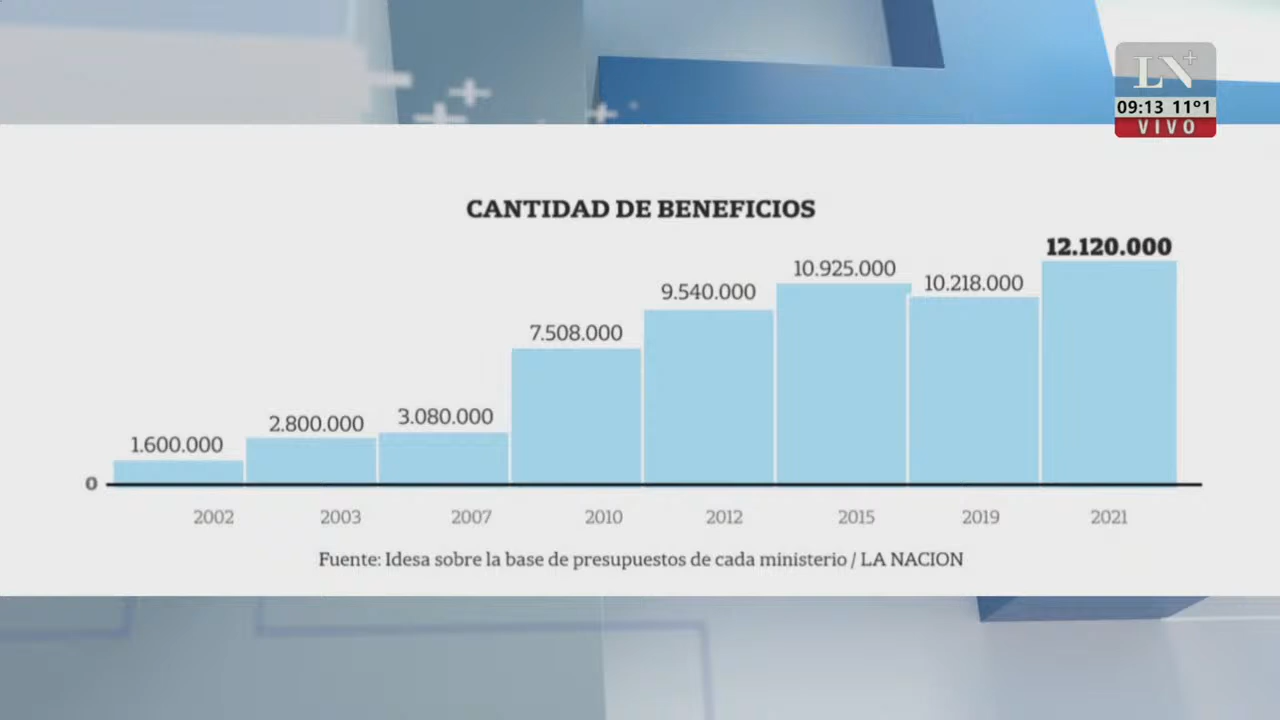 LN+
09:13 11°1
VIVO
CANTIDAD DE BENEFICIOS
1.600.000
2.800.000
3.080.000
7.508.000
9.540.000
10.925.000
10.218.000
12.120.000
0
2002 2003 2007 2010 2012 2015 2019 2021
Fuente: Idesa sobre la base de presupuestos de cada ministerio / LA NACION